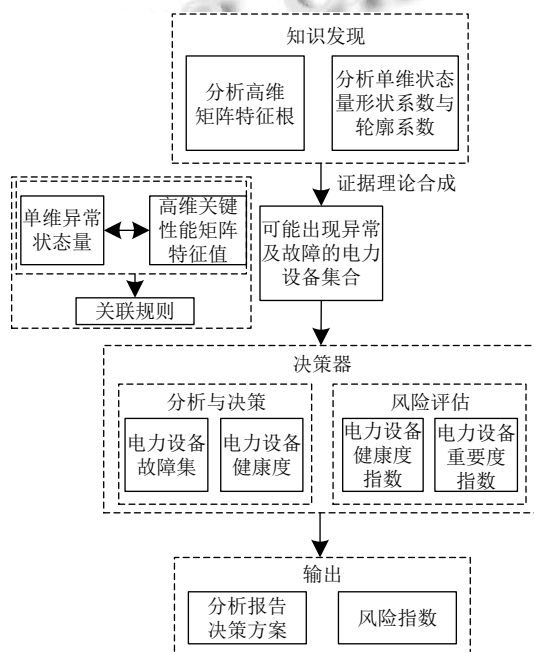 知识发现
分析高维
矩阵特征根
分析单维状态
量形状系数与
轮廓系数
证据理论合成
单维异常
状态量
高维关键
性能矩阵
特征值
关联规则
可能出现异常
及故障的电力
设备集合
决策器
分析与决策
电力设备
故障集
电力设备
健康度
风险评估
电力设备
健康度
指数
电力设备
重要度
指数
输出
分析报告
决策方案
风险指数